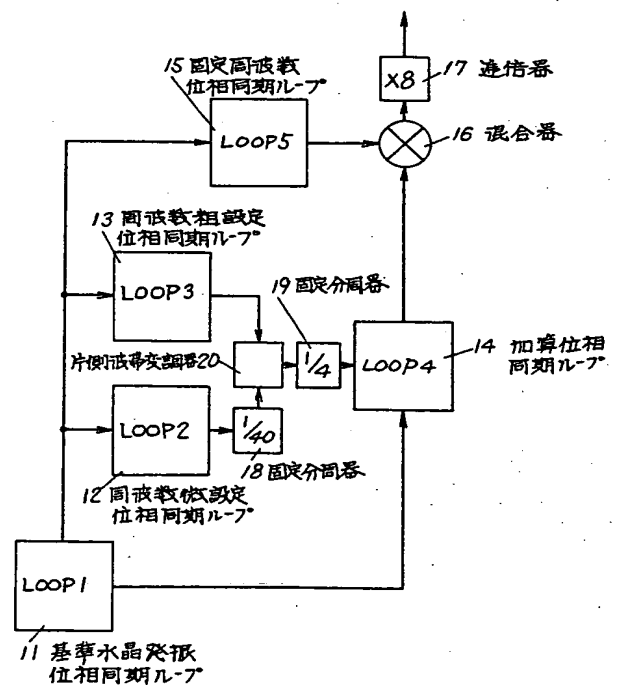 15 固定周波数
位相同期ループ
LOOP5
×8
17 逓倍器
16 混合器
13 周波数粗設定
位相同期ループ
LOOP3
19 固定分周器
片側波帯変調器20
1/4
LOOP4
14 加算位相
同期ループ
LOOP2
1/40
18 固定分周器
12 周波数微設定
位相同期ループ
LOOP1
11 基準水晶発振
位相同期ループ